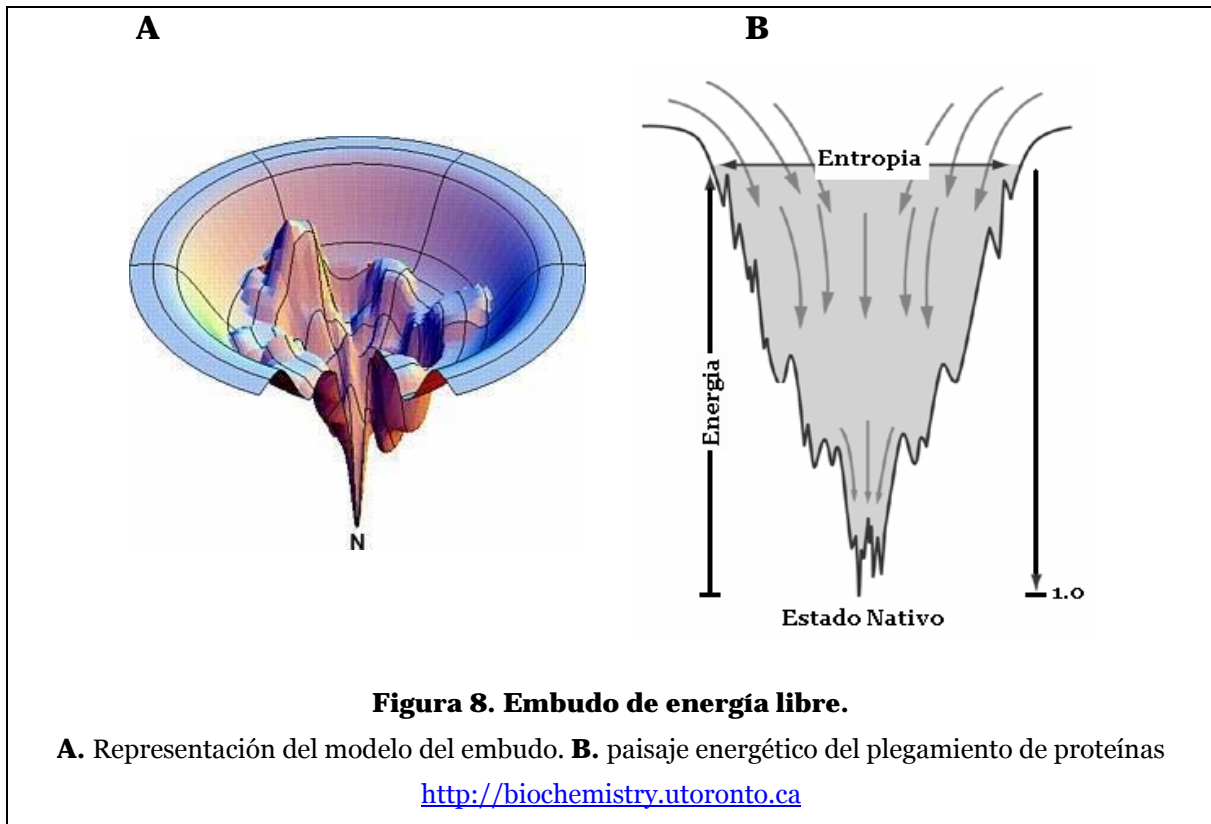 A
B
Entropia
Energia
N
1.0
Estado Nativo
Figura 8. Embudo de energía libre.
A. Representación del modelo del embudo. B. paisaje energético del plegamiento de proteínas
http://biochemistry.utoronto.ca